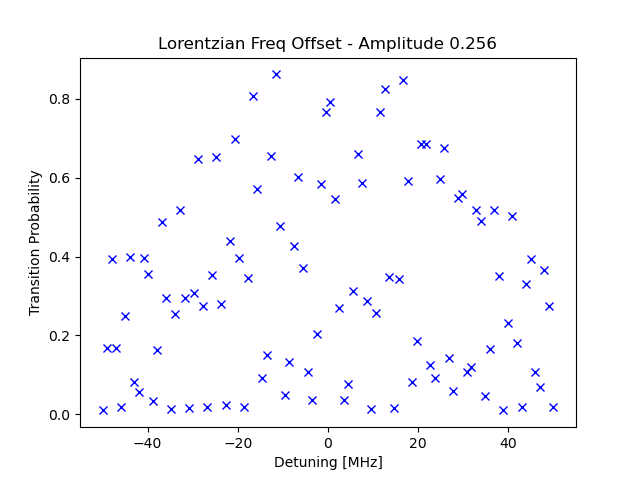 Lorentzian Freq Offset - Amplitude 0.256
Transition Probability
0.8
0.6
0.4
0.2
0.0
−40 −20 0 20 40
Detuning [MHz]